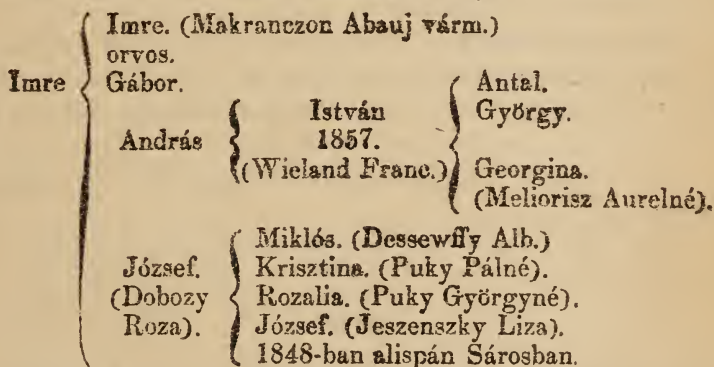 Imre. (Makranczon Abauj várm.)
orvos.
Imre
Gábor.
András
István
1857.
(Wieland Franc.)
Antal.
György.
Georgina.
(Meliorisz Aurelné).
József.
(Dobozy
Roza).
Miklós. (Dessewffy Alb.)
Krisztina. (Puky Pálné).
Rozalia. (Puky Györgyné).
József. (Jeszenszky Liza).
1848-ban alispán Sárosban.